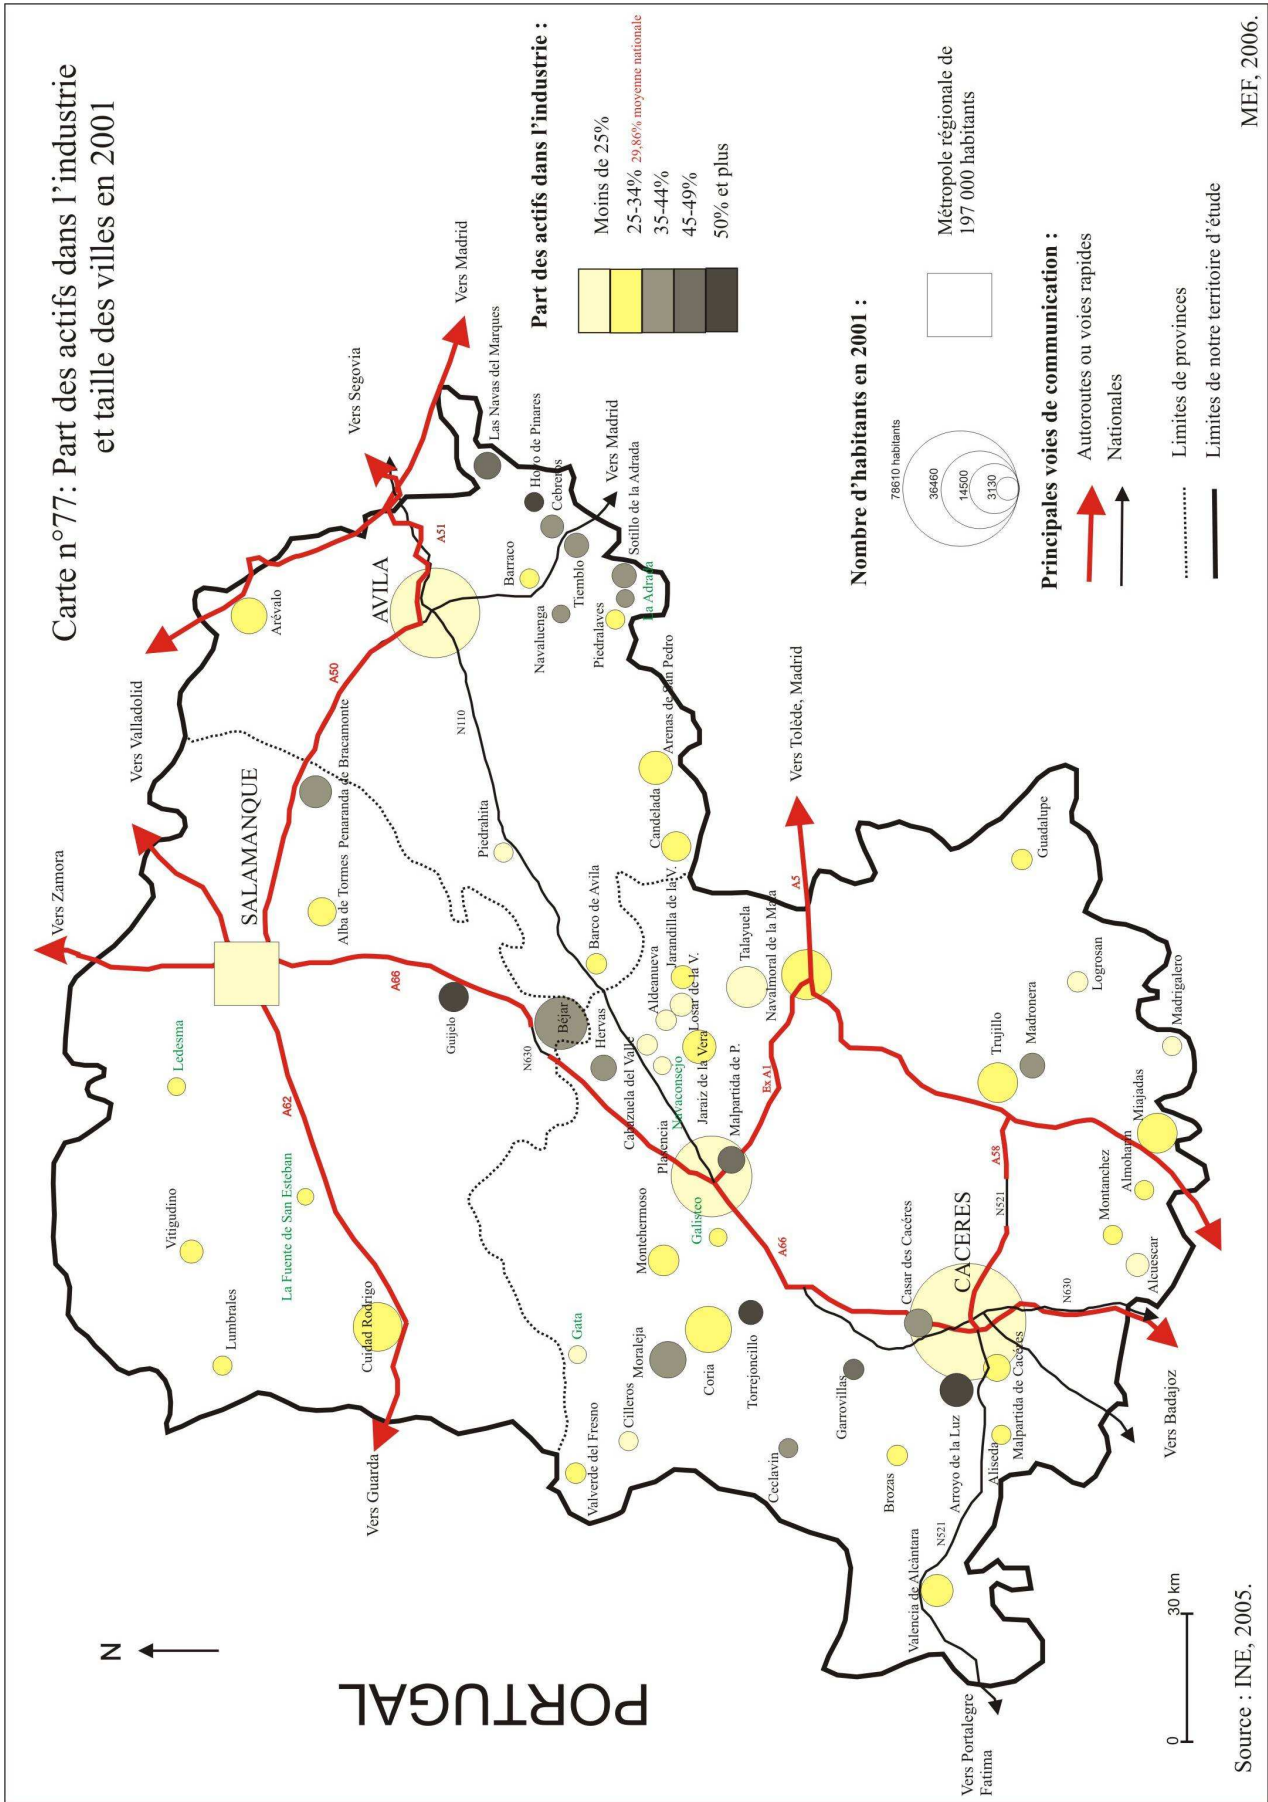 Carte n°77: Part des actifs dans l'industrie
et taille des villes en 2001
Vers Zamora
Vers Valladolid
Vers Segovia
Vers Madrid
SALAMANQUE
AVILA
Arévalo
Ledesma
Vitigudino
Lumbrales
La Fuente de San Esteban
Cuidad Rodrigo
Vers Guarda
A62
A50
A51
A66
N110
N630
Alba de Tormes
Penaranda de Bracamonte
Las Navas del Marques
Hoyo de Pinares
Cebreros
Vers Madrid
Barraco
Tiemblo
Navaluenga
Sotillo de la Adrada
La Adrada
Piedralaves
Arenas de San Pedro
Candelada
Piedrahita
Barco de Avila
Guijelo
Béjar
Hervas
Aldeanueva
Jarandilla de la V.
Losar de la V.
Cabazuela del Valle
Navaconsejo
Jaraíz de la Vera
Talayuela
Navalmoral de la Mata
A5
Vers Tolède, Madrid
Plasencia
Malpartida de P.
Ex A1
Galisteo
Montehermoso
Gata
Moraleja
Cilleros
Valverde del Fresno
Coria
Torrejoncillo
Ceclavin
Garrovillas
Brozas
A66
Casar des Cacéres
CACERES
Arroyo de la Luz
Malpartida de Cacéres
Aliseda
Valencia de Alcàntara
N521
Vers Portalegre
Fatima
Vers Badajoz
N630
N521
A58
Trujillo
Madronera
Guadalupe
Logrosan
Madrigalero
Miajadas
Almoharin
Montanchez
Alcuescar
PORTUGAL
N
0
30 km
Source : INE, 2005.
Part des actifs dans l'industrie :
Moins de 25%
25-34% 29,86% moyenne nationale
35-44%
45-49%
50% et plus
Nombre d'habitants en 2001 :
78610 habitants
36460
14500
3130
Métropole régionale de
197 000 habitants
Principales voies de communication :
Autoroutes ou voies rapides
Nationales
Limites de provinces
Limites de notre territoire d'étude
MEF, 2006.